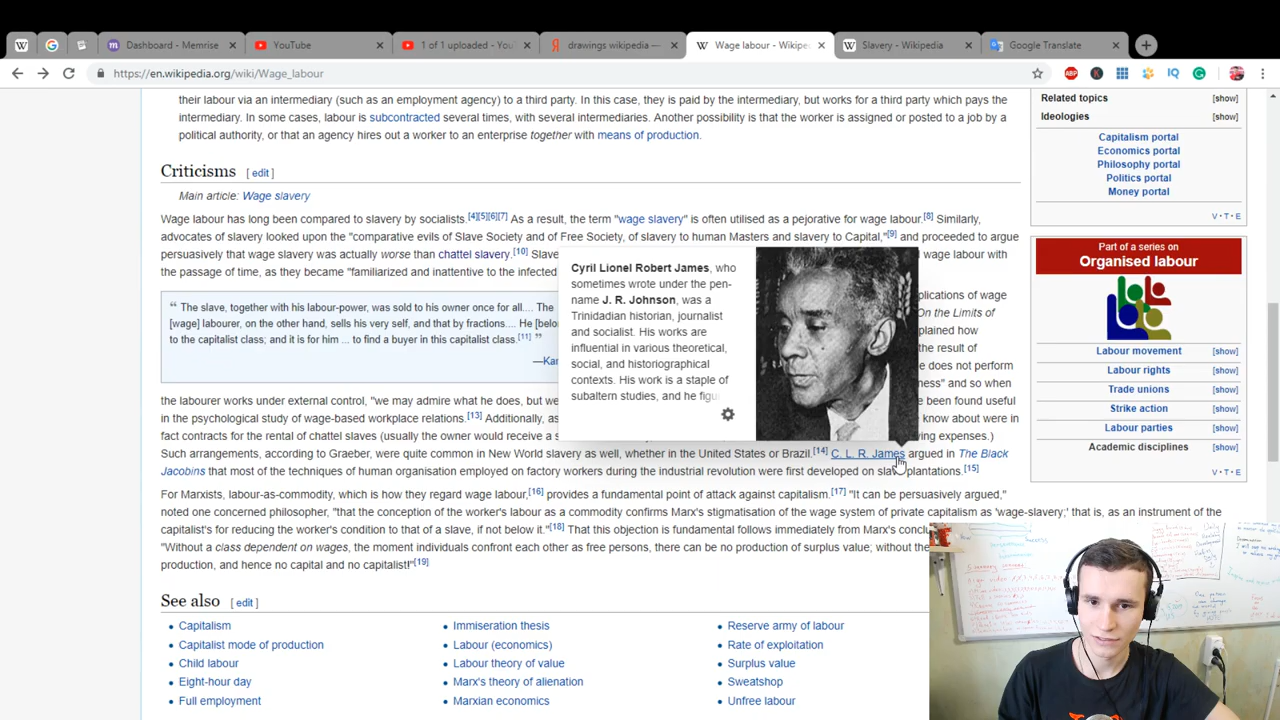 Dashboard - Memrise
YouTube
1 of 1 uploaded - You
drawings wikipedia —
Wage labour - Wikipe
Slavery - Wikipedia
Google Translate
https://en.wikipedia.org/wiki/Wage_labour
their labour via an intermediary (such as an employment agency) to a third party. In this case, they is paid by the intermediary, but works for a third party which pays the
intermediary. In some cases, labour is subcontracted several times, with several intermediaries. Another possibility is that the worker is assigned or posted to a job by a
political authority, or that an agency hires out a worker to an enterprise together with means of production.
Criticisms [ edit ]
Main article: Wage slavery
Wage labour has long been compared to slavery by socialists.[4][5][6][7] As a result, the term "wage slavery" is often utilised as a pejorative for wage labour.[8] Similarly,
advocates of slavery looked upon the "comparative evils of Slave Society and of Free Society, of slavery to human Masters and slavery to Capital,"[9] and proceeded to argue
persuasively that wage slavery was actually worse than chattel slavery.[10] Slave wage labour with
the passage of time, as they became "familiarized and inattentive to the infected
plications of wage
On the Limits of
plained how
the result of
e does not perform
ness" and so when
“ The slave, together with his labour-power, was sold to his owner once for all.... The
[wage] labourer, on the other hand, sells his very self, and that by fractions.... He [belon
to the capitalist class; and it is for him ... to find a buyer in this capitalist class.[11] ”
—Kar
Cyril Lionel Robert James, who
sometimes wrote under the pen-
name J. R. Johnson, was a
Trinidadian historian, journalist
and socialist. His works are
influential in various theoretical,
social, and historiographical
contexts. His work is a staple of
subaltern studies, and he figu
the labourer works under external control, "we may admire what he does, but we been found useful
in the psychological study of wage-based workplace relations.[13] Additionally, as know about were in
fact contracts for the rental of chattel slaves (usually the owner would receive a s ving expenses.)
Such arrangements, according to Graeber, were quite common in New World slavery as well, whether in the United States or Brazil.[14] C. L. R. James argued in The Black
Jacobins that most of the techniques of human organisation employed on factory workers during the industrial revolution were first developed on slave plantations.[15]
For Marxists, labour-as-commodity, which is how they regard wage labour,[16] provides a fundamental point of attack against capitalism.[17] "It can be persuasively argued,"
noted one concerned philosopher, "that the conception of the worker's labour as a commodity confirms Marx's stigmatisation of the wage system of private capitalism as 'wage-slavery;' that is, as an instrument of the
capitalist's for reducing the worker's condition to that of a slave, if not below it."[18] That this objection is fundamental follows immediately from Marx's conclu
"Without a class dependent on wages, the moment individuals confront each other as free persons, there can be no production of surplus value; without the
production, and hence no capital and no capitalist!"[19]
See also [ edit ]
Capitalism
Capitalist mode of production
Child labour
Eight-hour day
Full employment
Immiseration thesis
Labour (economics)
Labour theory of value
Marx's theory of alienation
Marxian economics
Reserve army of labour
Rate of exploitation
Surplus value
Sweatshop
Unfree labour
Related topics [show]
Ideologies [show]
Capitalism portal
Economics portal
Philosophy portal
Politics portal
Money portal
V · T · E
Part of a series on
Organised labour
Labour movement [show]
Labour rights [show]
Trade unions [show]
Strike action [show]
Labour parties [show]
Academic disciplines [show]
V · T · E